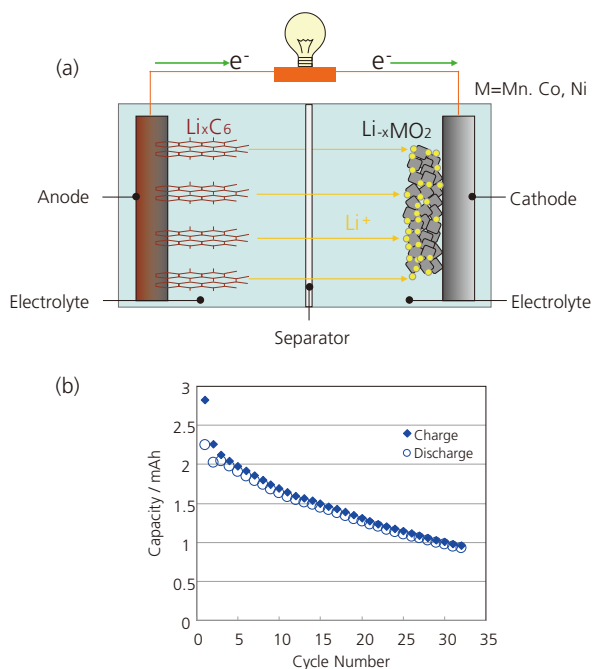 (a)
e-
e-
M=Mn. Co, Ni
LixC6
Li-xMO2
Anode
Cathode
Li+
Electrolyte
Electrolyte
Separator
(b)
3
2.5
2
1.5
1
0.5
0
Capacity / mAh
Charge
Discharge
0 5 10 15 20 25 30 35
Cycle Number